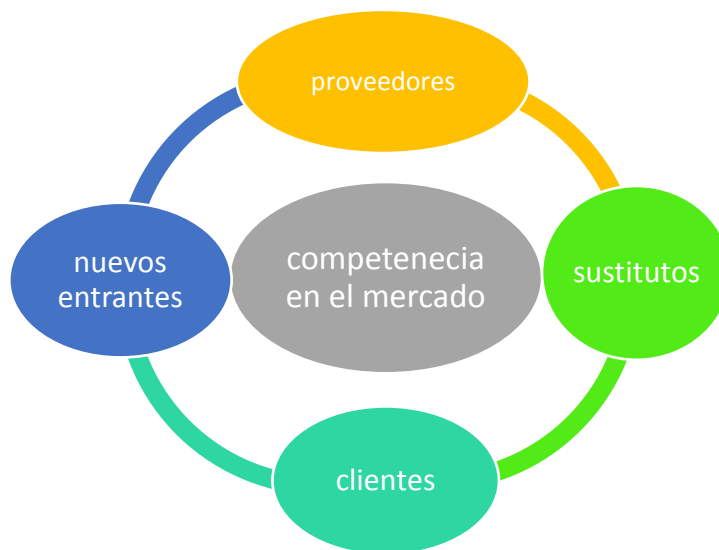 proveedores
nuevos
entrantes
competenecia
en el mercado
sustitutos
clientes